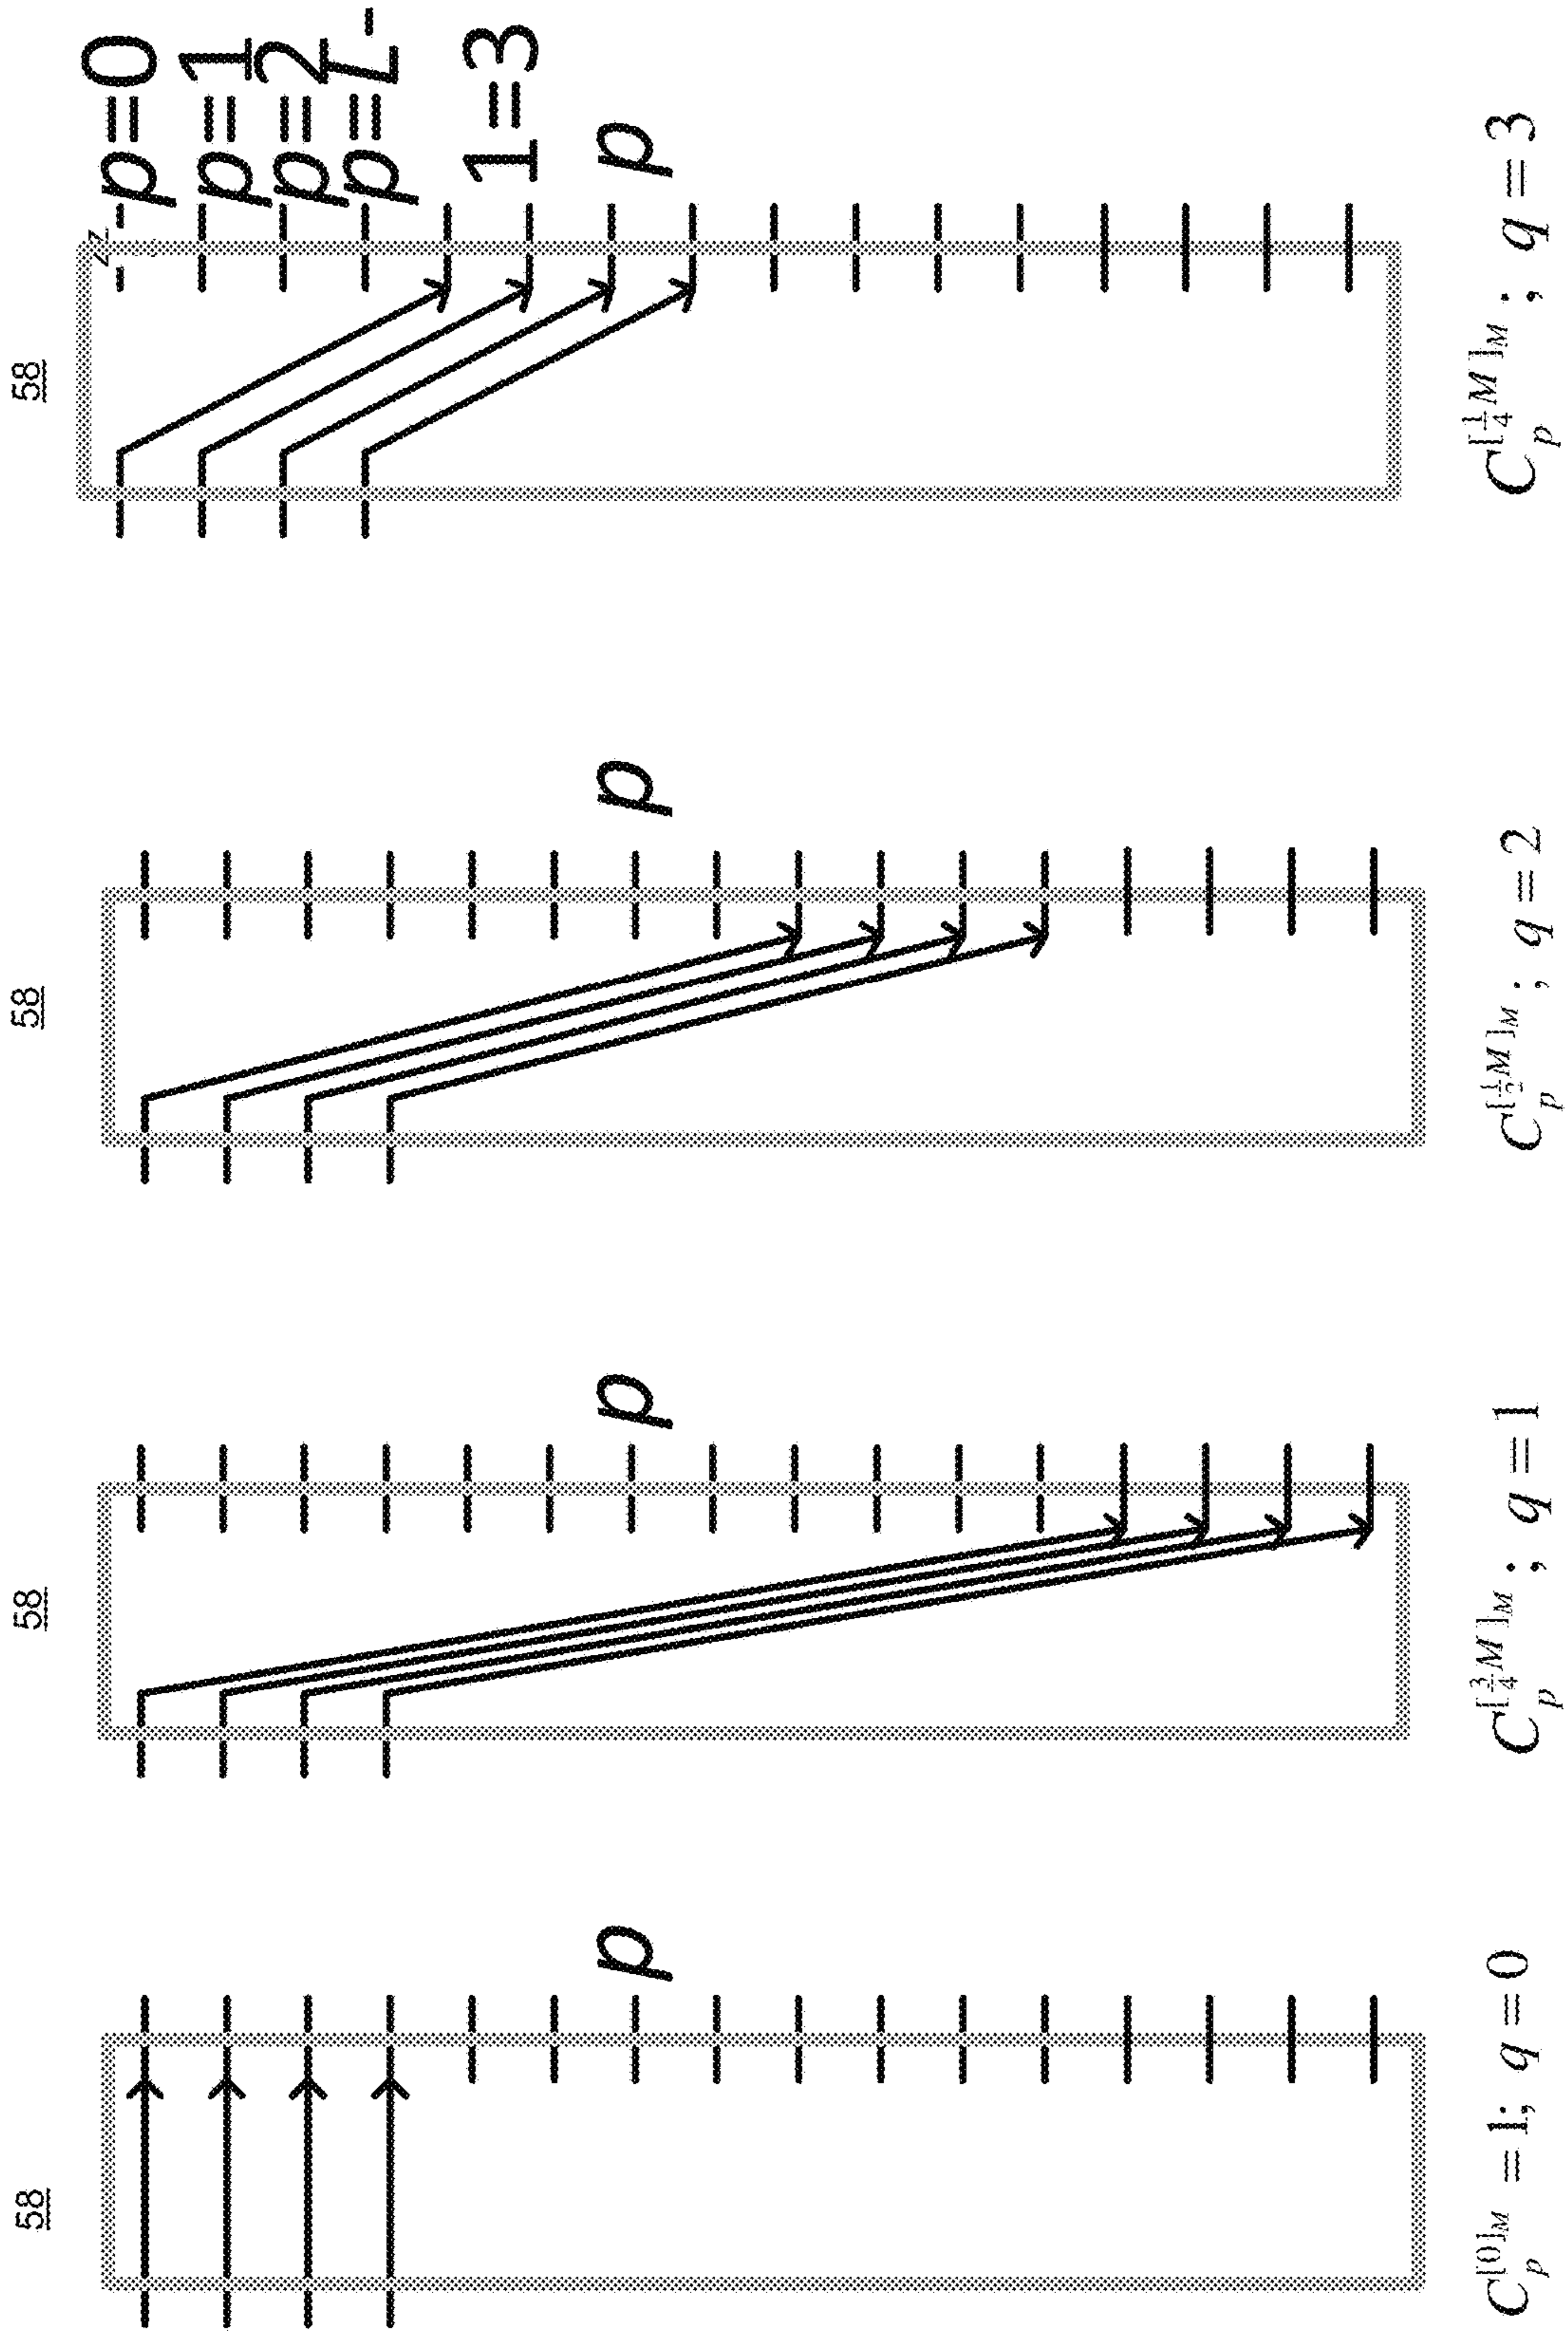 58
58
58
58
p
p
p
p=0
p=1
p=2
p=L-
1=3
p
C_p^{[0]_M} = 1; q = 0
C_p^{[\frac{3}{4}M]_M}; q = 1
C_p^{[\frac{1}{2}M]_M}; q = 2
C_p^{[\frac{1}{4}M]_M}; q = 3